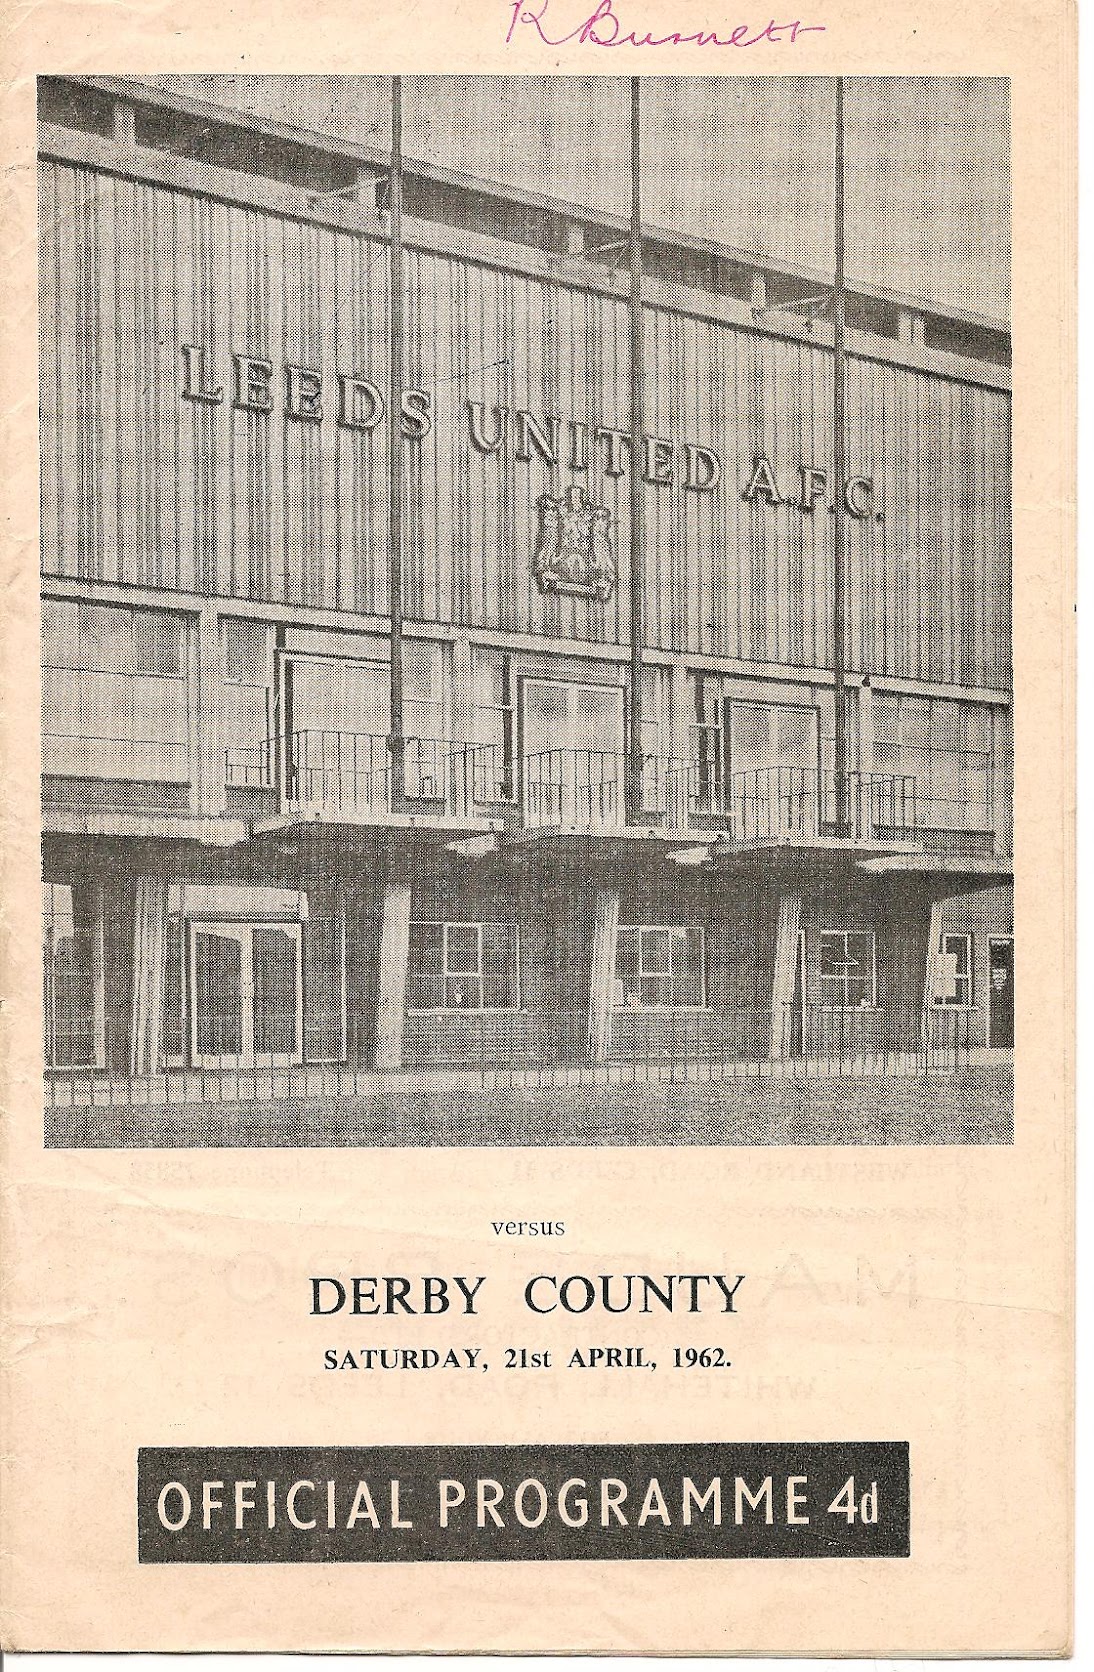 R Burnett
LEEDS UNITED A.F.C.
versus
DERBY COUNTY
SATURDAY, 21st APRIL, 1962.
OFFICIAL PROGRAMME 4d